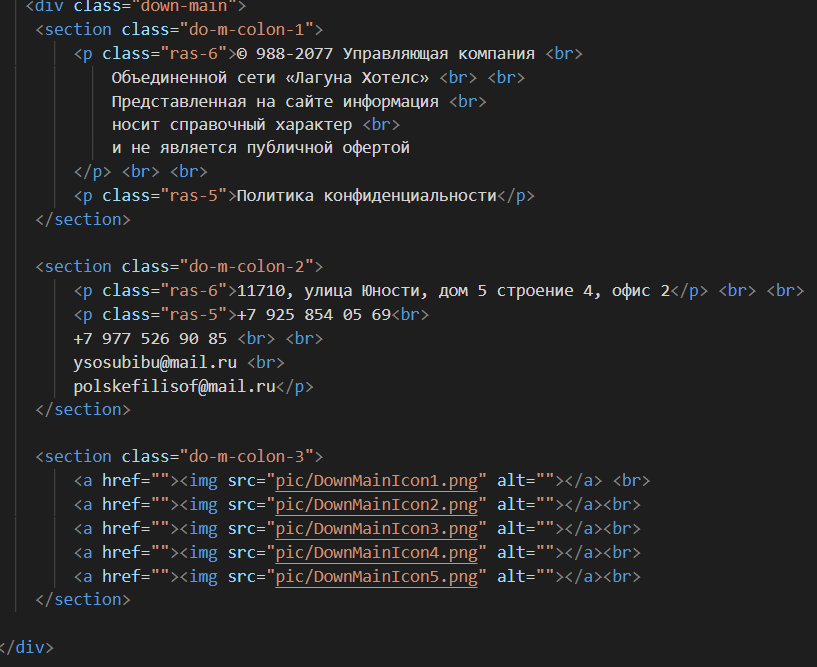 <div class="down-main">
<section class="do-m-colon-1">
<p class="ras-6">© 988-2077 Управляющая компания <br>
Объединенной сети «Лагуна Хотелс» <br> <br>
Представленная на сайте информация <br>
носит справочный характер <br>
и не является публичной офертой
</p> <br> <br>
<p class="ras-5">Политика конфиденциальности</p>
</section>
<section class="do-m-colon-2">
<p class="ras-6">11710, улица Юности, дом 5 строение 4, офис 2</p> <br> <br>
<p class="ras-5">+7 925 854 05 69<br>
+7 977 526 90 85 <br> <br>
ysosubibu@mail.ru <br>
polskefilisof@mail.ru</p>
</section>
<section class="do-m-colon-3">
<a href=""><img src="pic/DownMainIcon1.png" alt=""></a> <br>
<a href=""><img src="pic/DownMainIcon2.png" alt=""></a><br>
<a href=""><img src="pic/DownMainIcon3.png" alt=""></a><br>
<a href=""><img src="pic/DownMainIcon4.png" alt=""></a><br>
<a href=""><img src="pic/DownMainIcon5.png" alt=""></a><br>
</section>
</div>